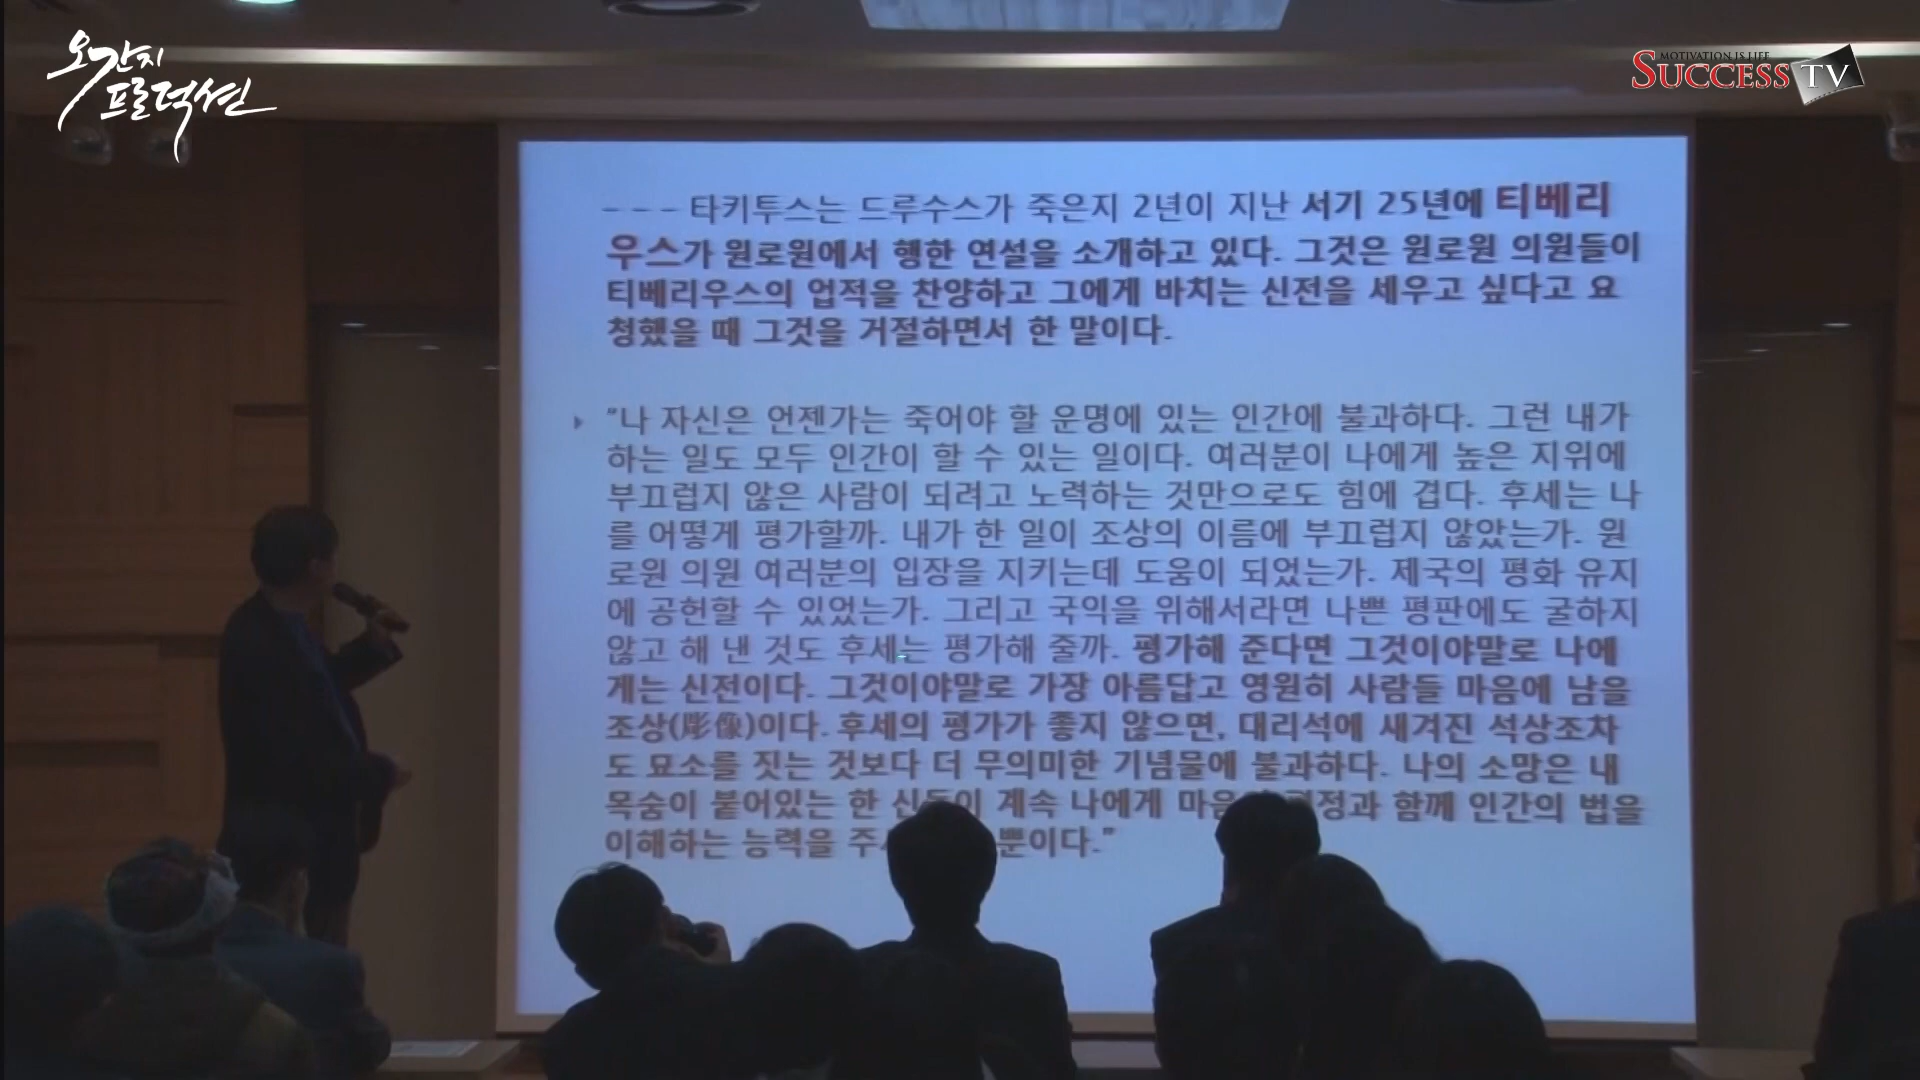 오간지
프로덕션
MOTIVATION IS LIFE
SUCCESS TV
--- 타키투스는 드루수스가 죽은지 2년이 지난 서기 25년에 티베리
우스가 원로원에서 행한 연설을 소개하고 있다. 그것은 원로원 의원들이
티베리우스의 업적을 찬양하고 그에게 바치는 신전을 세우고 싶다고 요
청했을 때 그것을 거절하면서 한 말이다.
"나 자신은 언젠가는 죽어야 할 운명에 있는 인간에 불과하다. 그런 내가
하는 일도 모두 인간이 할 수 있는 일이다. 여러분이 나에게 높은 지위에
부끄럽지 않은 사람이 되려고 노력하는 것만으로도 힘에 겹다. 후세는 나
를 어떻게 평가할까. 내가 한 일이 조상의 이름에 부끄럽지 않았는가. 원
로원 의원 여러분의 입장을 지키는데 도움이 되었는가. 제국의 평화 유지
에 공헌할 수 있었는가. 그리고 국익을 위해서라면 나쁜 평판에도 굴하지
않고 해 낸 것도 후세는 평가해 줄까. 평가해 준다면 그것이야말로 나에
게는 신전이다. 그것이야말로 가장 아름답고 영원히 사람들 마음에 남을
조상(彫像)이다. 후세의 평가가 좋지 않으면, 대리석에 새겨진 석상조차
도 묘소를 짓는 것보다 더 무의미한 기념물에 불과하다. 나의 소망은 내
목숨이 붙어있는 한 계속 나에게 함께 인간의 법을
이해하는 능력을 뿐이다."